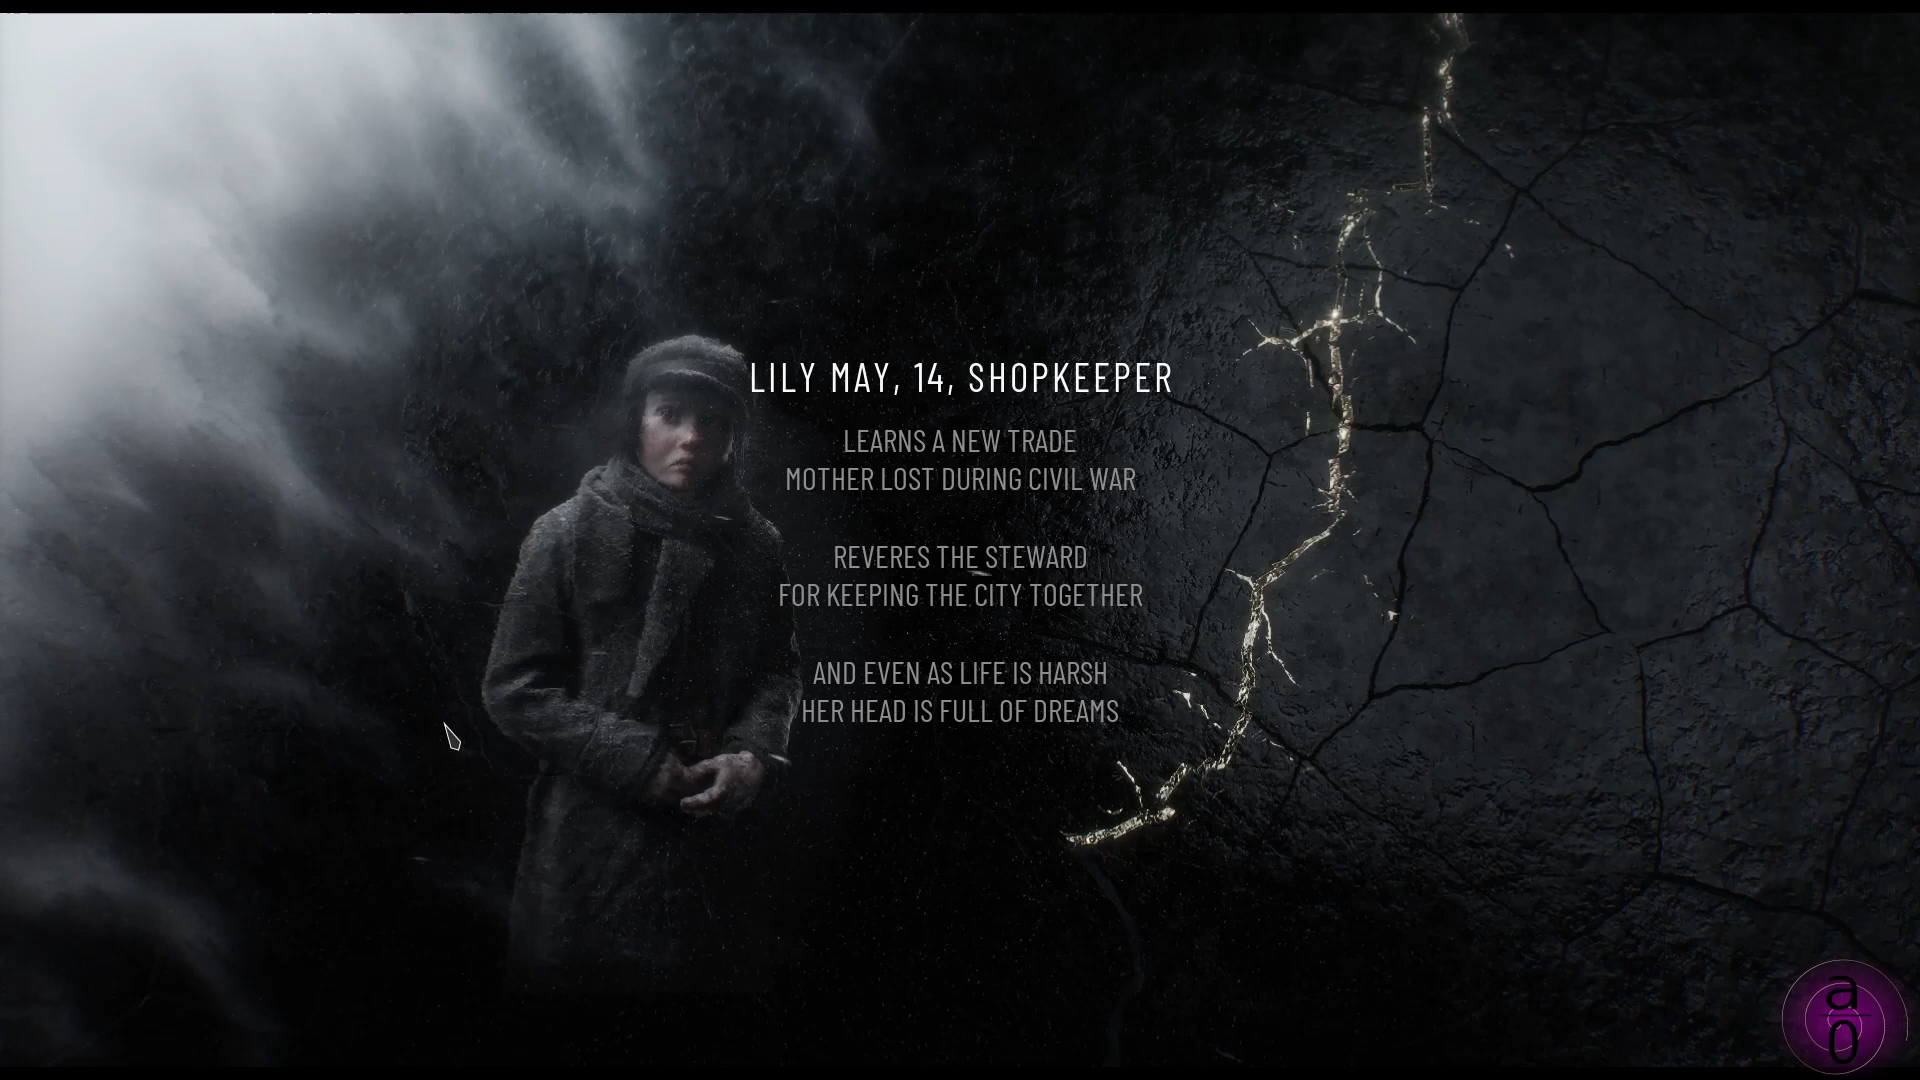 LILY MAY, 14, SHOPKEEPER
LEARNS A NEW TRADE
MOTHER LOST DURING CIVIL WAR
REVERES THE STEWARD
FOR KEEPING THE CITY TOGETHER
AND EVEN AS LIFE IS HARSH
HER HEAD IS FULL OF DREAMS
a
0